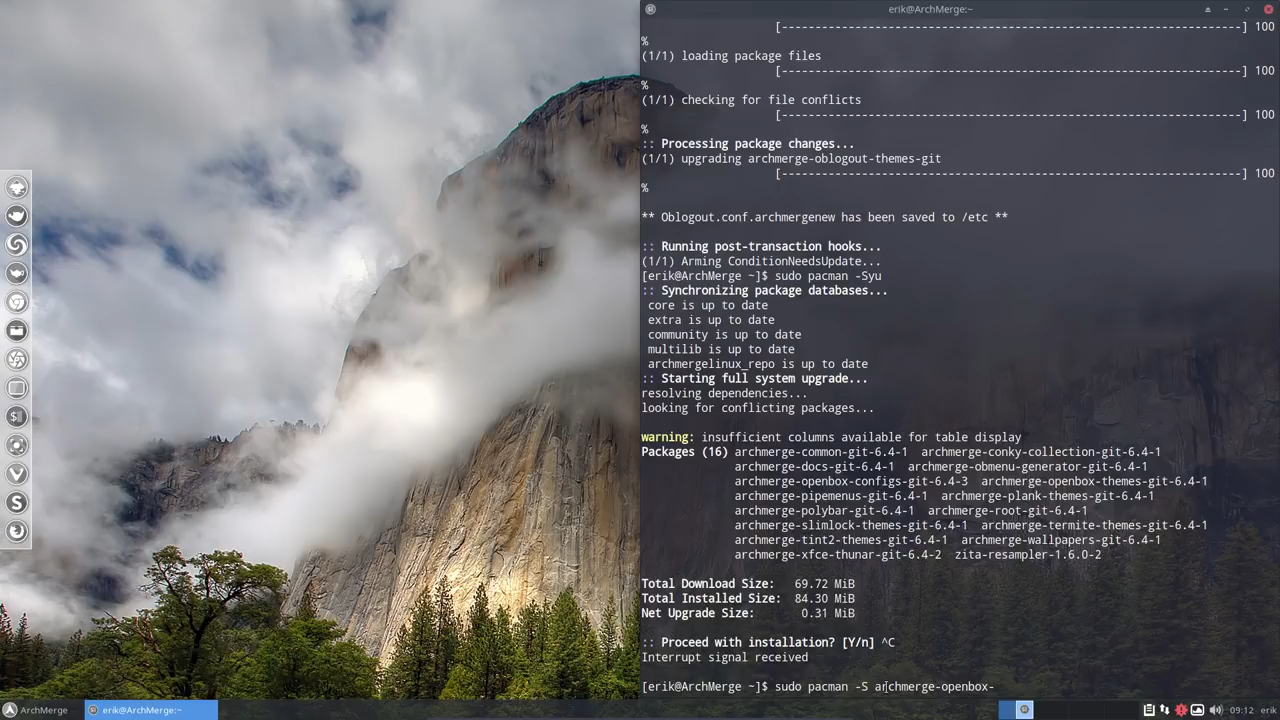 erik@ArchMerge:~
[--------------------------------------------------------------------] 100
%
(1/1) loading package files
[--------------------------------------------------------------------] 100
%
(1/1) checking for file conflicts
[--------------------------------------------------------------------] 100
%
:: Processing package changes...
(1/1) upgrading archmerge-oblogout-themes-git
[--------------------------------------------------------------------] 100
%
** Oblogout.conf.archmergenew has been saved to /etc **
:: Running post-transaction hooks...
(1/1) Arming ConditionNeedsUpdate...
[erik@ArchMerge ~]$ sudo pacman -Syu
:: Synchronizing package databases...
core is up to date
extra is up to date
community is up to date
multilib is up to date
archmergelinux_repo is up to date
:: Starting full system upgrade...
resolving dependencies...
looking for conflicting packages...
warning: insufficient columns available for table display
Packages (16) archmerge-common-git-6.4-1 archmerge-conky-collection-git-6.4-1
archmerge-docs-git-6.4-1 archmerge-obmenu-generator-git-6.4-1
archmerge-openbox-configs-git-6.4-3 archmerge-openbox-themes-git-6.4-1
archmerge-pipemenus-git-6.4-1 archmerge-plank-themes-git-6.4-1
archmerge-polybar-git-6.4-1 archmerge-root-git-6.4-1
archmerge-slimlock-themes-git-6.4-1 archmerge-termite-themes-git-6.4-1
archmerge-tint2-themes-git-6.4-1 archmerge-wallpapers-git-6.4-1
archmerge-xfce-thunar-git-6.4-2 zita-resampler-1.6.0-2
Total Download Size: 69.72 MiB
Total Installed Size: 84.30 MiB
Net Upgrade Size: 0.31 MiB
:: Proceed with installation? [Y/n] ^C
Interrupt signal received
[erik@ArchMerge ~]$ sudo pacman -S archmerge-openbox-
ArchMerge
erik@ArchMerge:~
09:12 erik